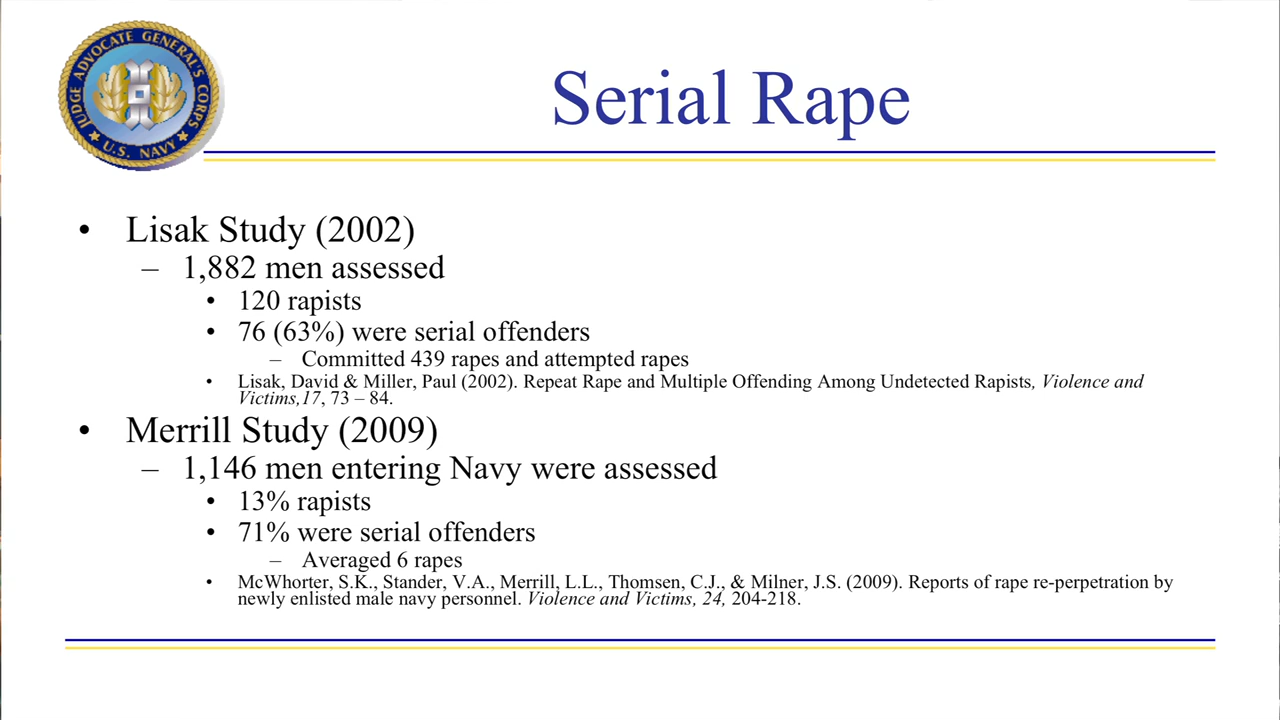 JUDGE ADVOCATE GENERAL'S CORPS
U.S. NAVY
Serial Rape
• Lisak Study (2002)
– 1,882 men assessed
• 120 rapists
• 76 (63%) were serial offenders
– Committed 439 rapes and attempted rapes
• Lisak, David & Miller, Paul (2002). Repeat Rape and Multiple Offending Among Undetected Rapists, Violence and
Victims,17, 73 – 84.
• Merrill Study (2009)
– 1,146 men entering Navy were assessed
• 13% rapists
• 71% were serial offenders
– Averaged 6 rapes
• McWhorter, S.K., Stander, V.A., Merrill, L.L., Thomsen, C.J., & Milner, J.S. (2009). Reports of rape re-perpetration by
newly enlisted male navy personnel. Violence and Victims, 24, 204-218.